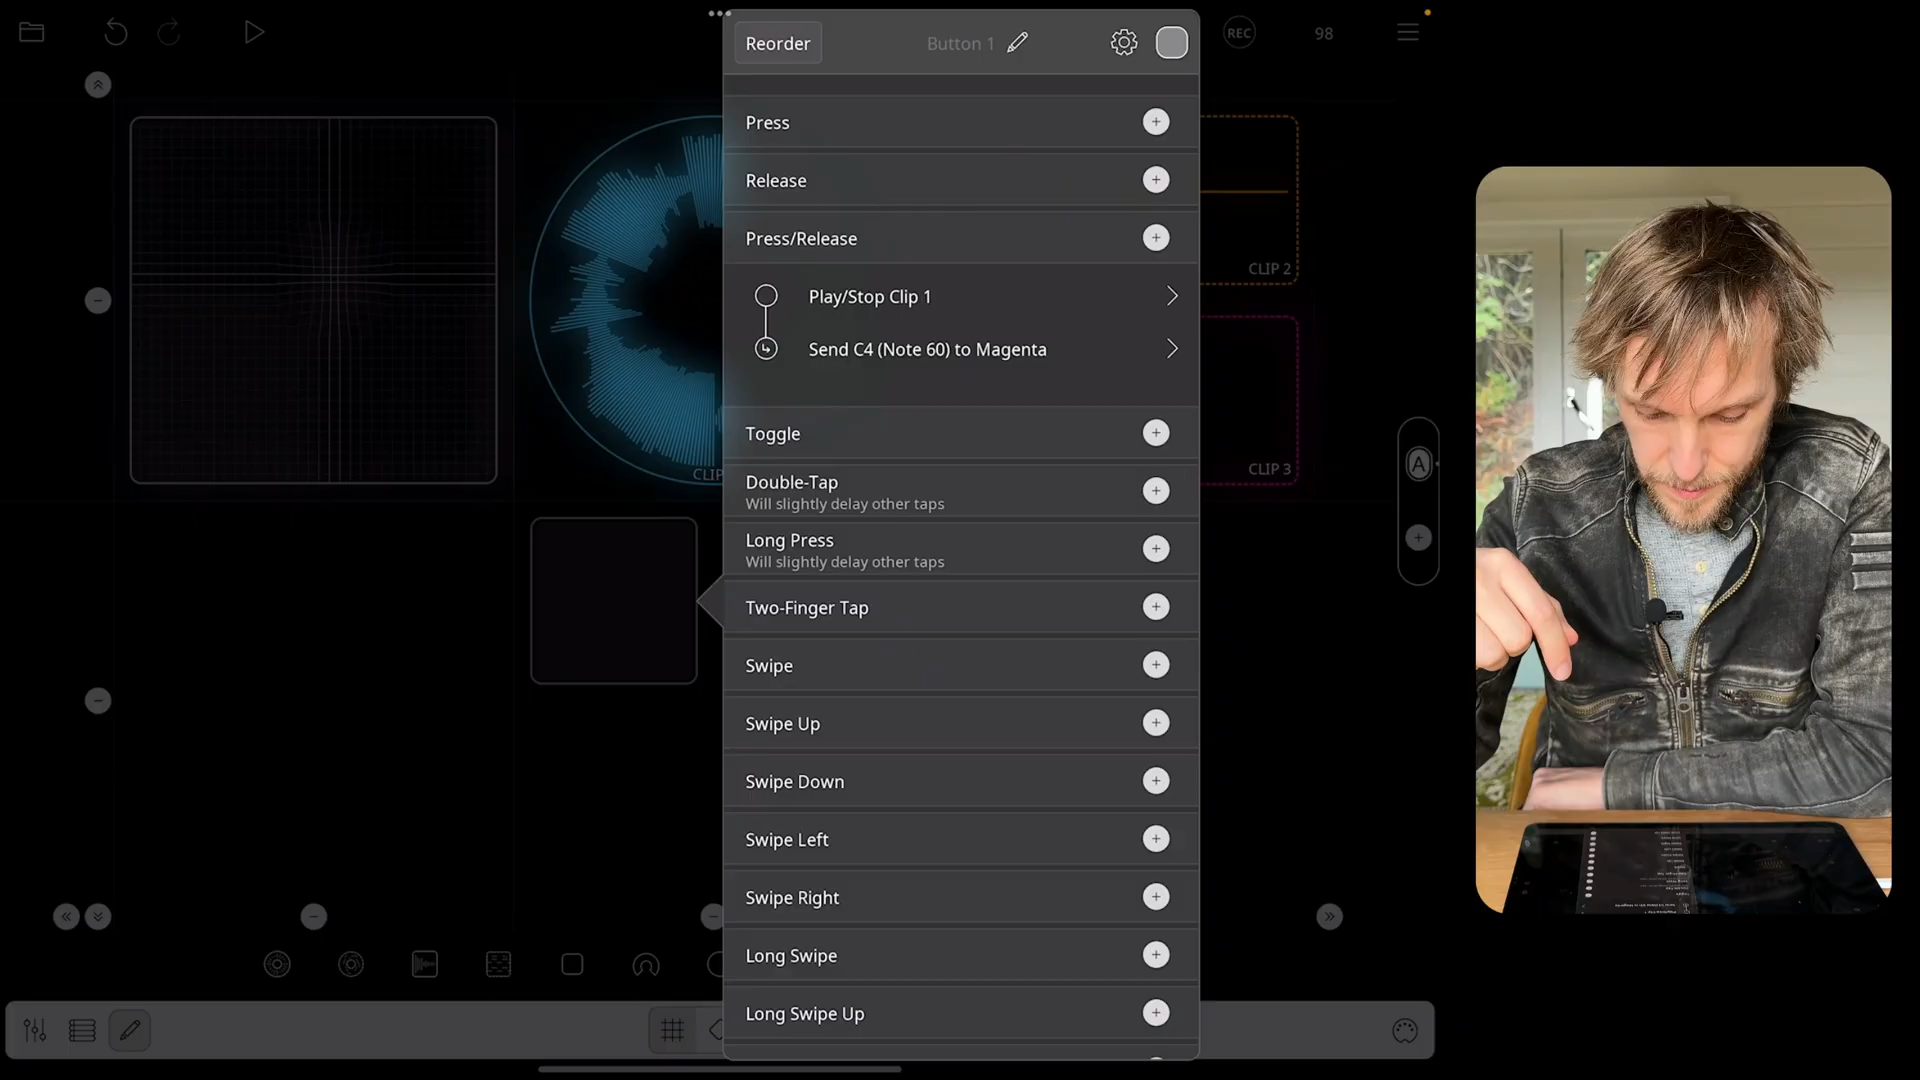 Reorder
Button 1
REC
98
Press
Release
Press/Release
Play/Stop Clip 1
Send C4 (Note 60) to Magenta
Toggle
Double-Tap
Will slightly delay other taps
Long Press
Will slightly delay other taps
Two-Finger Tap
Swipe
Swipe Up
Swipe Down
Swipe Left
Swipe Right
Long Swipe
Long Swipe Up
CLIP
CLIP 2
CLIP 3
A